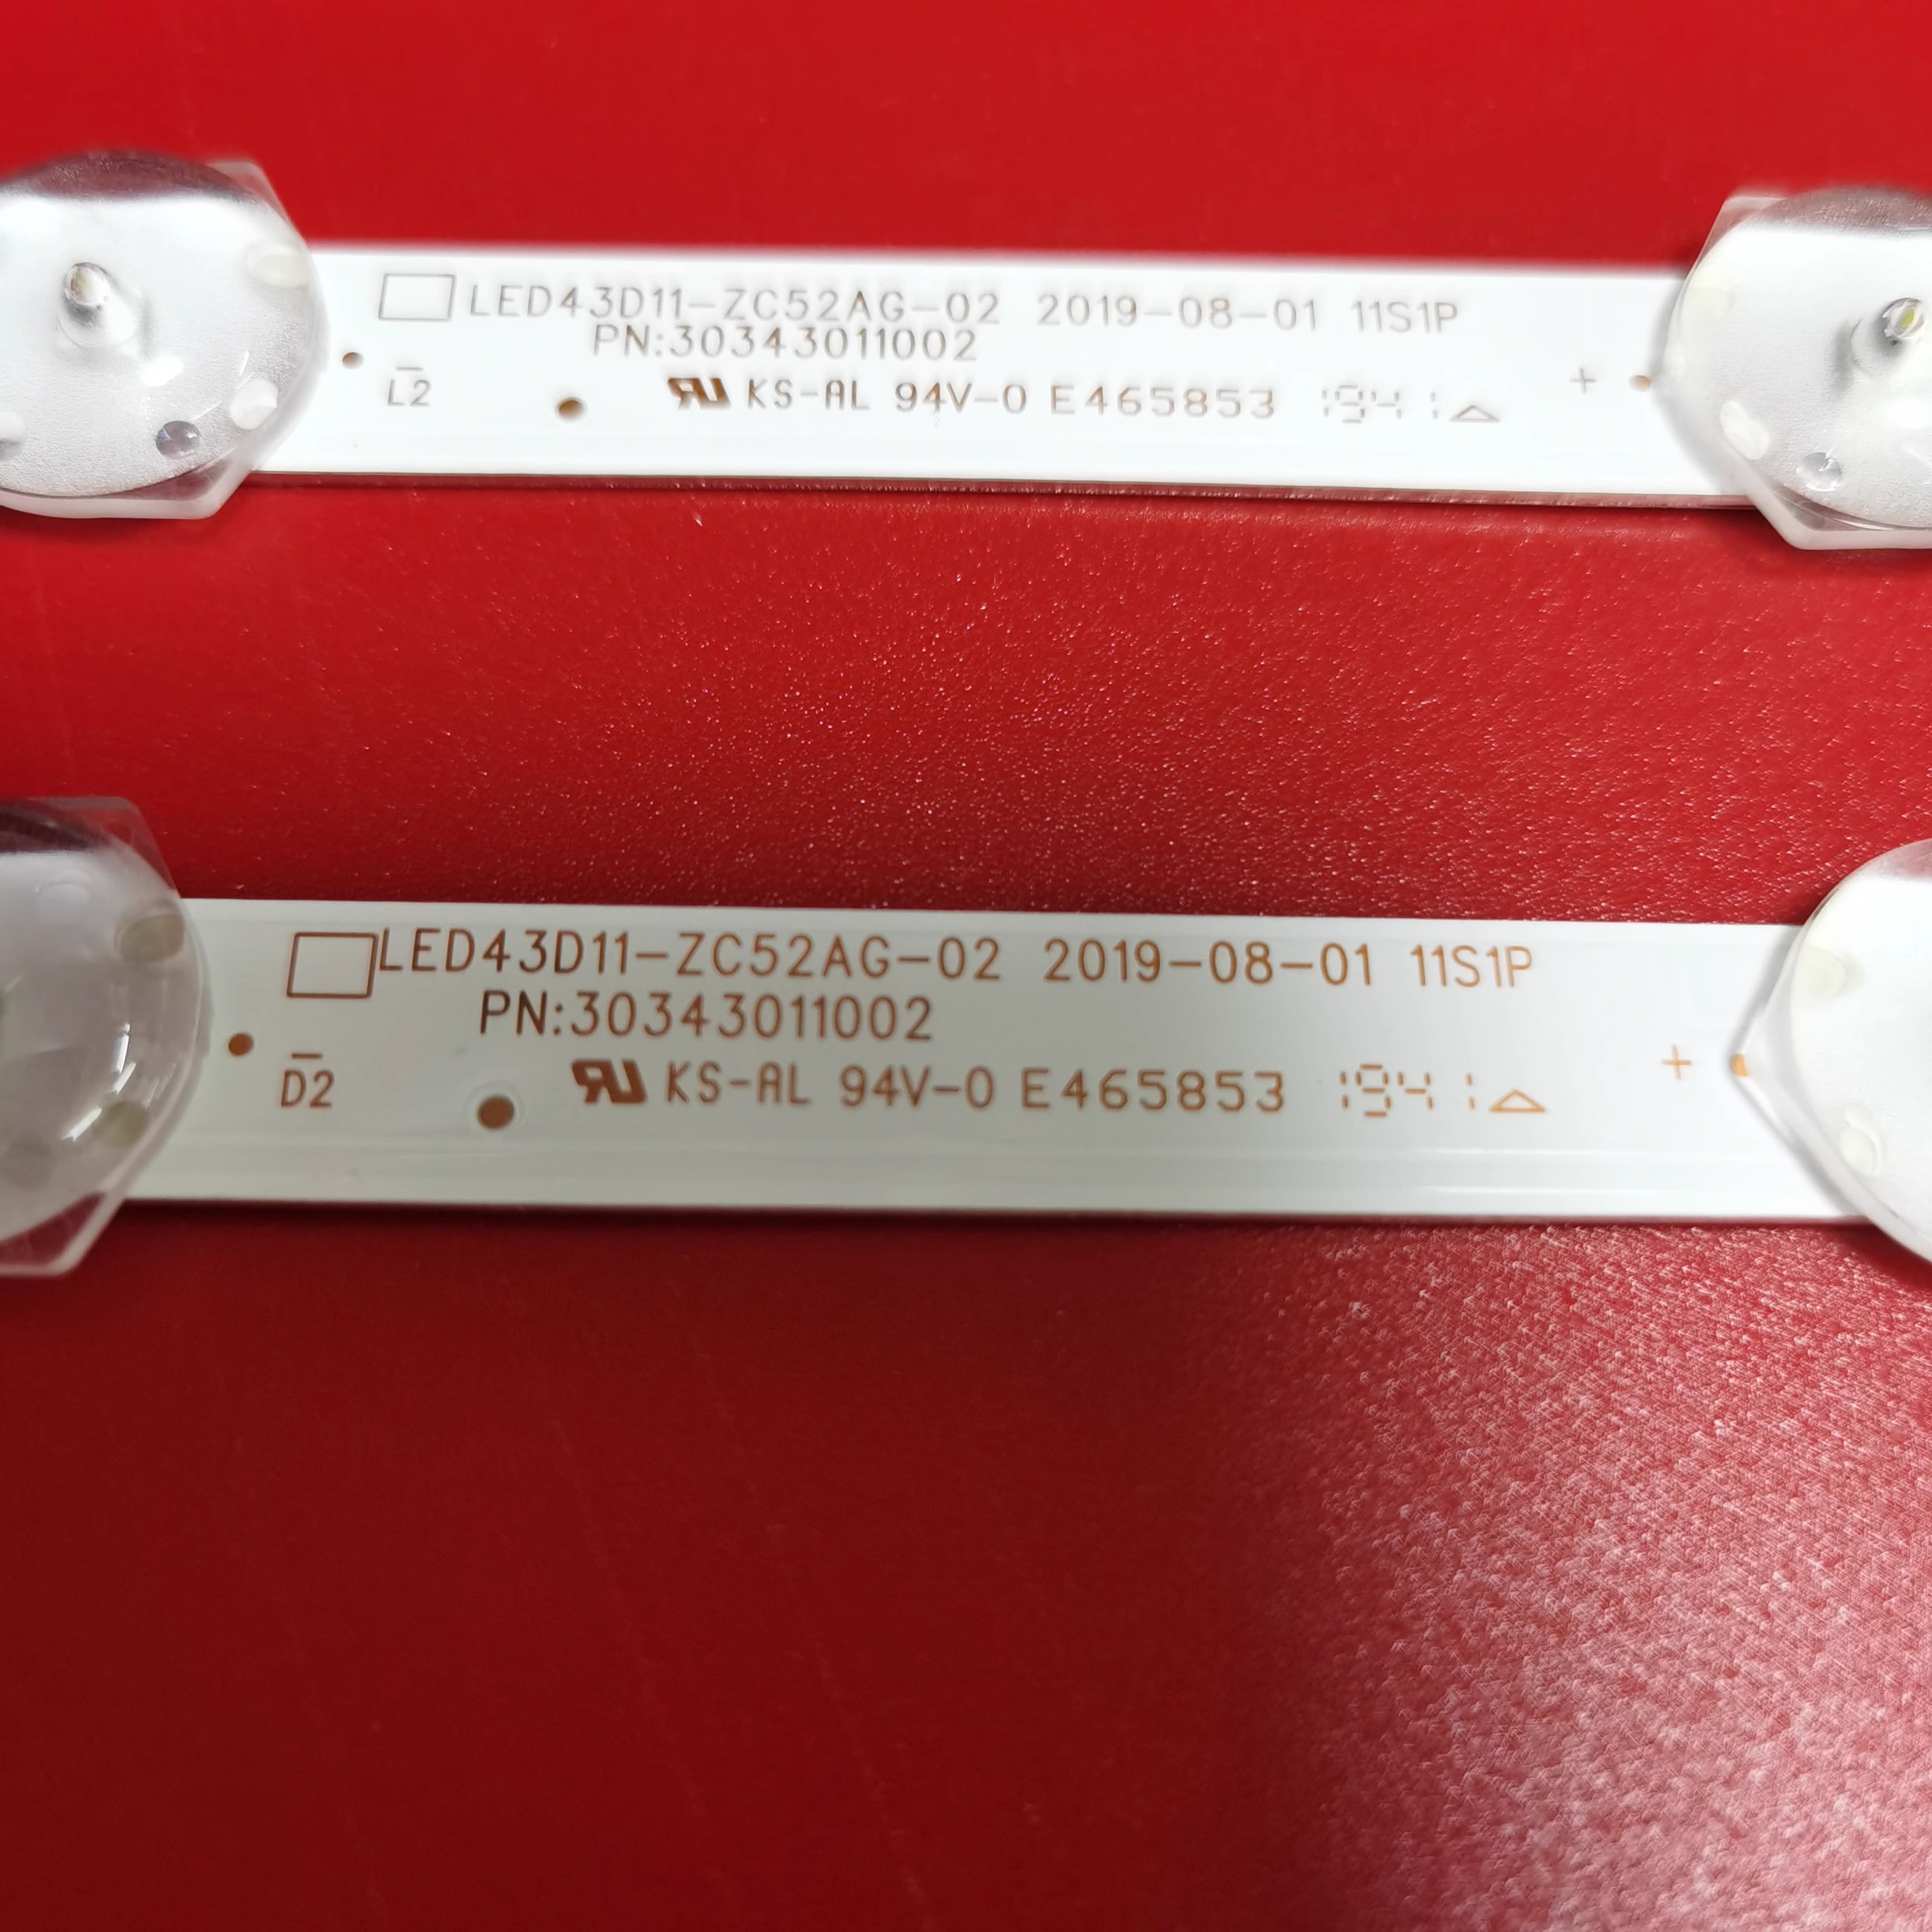 LED43D11-ZC52AG-02 2019-08-01 11S1P
PN:30343011002
L2
KS-AL 94V-0 E465853 1941
+
LED43D11-ZC52AG-02 2019-08-01 11S1P
PN:30343011002
D2
KS-AL 94V-0 E465853 1941
+